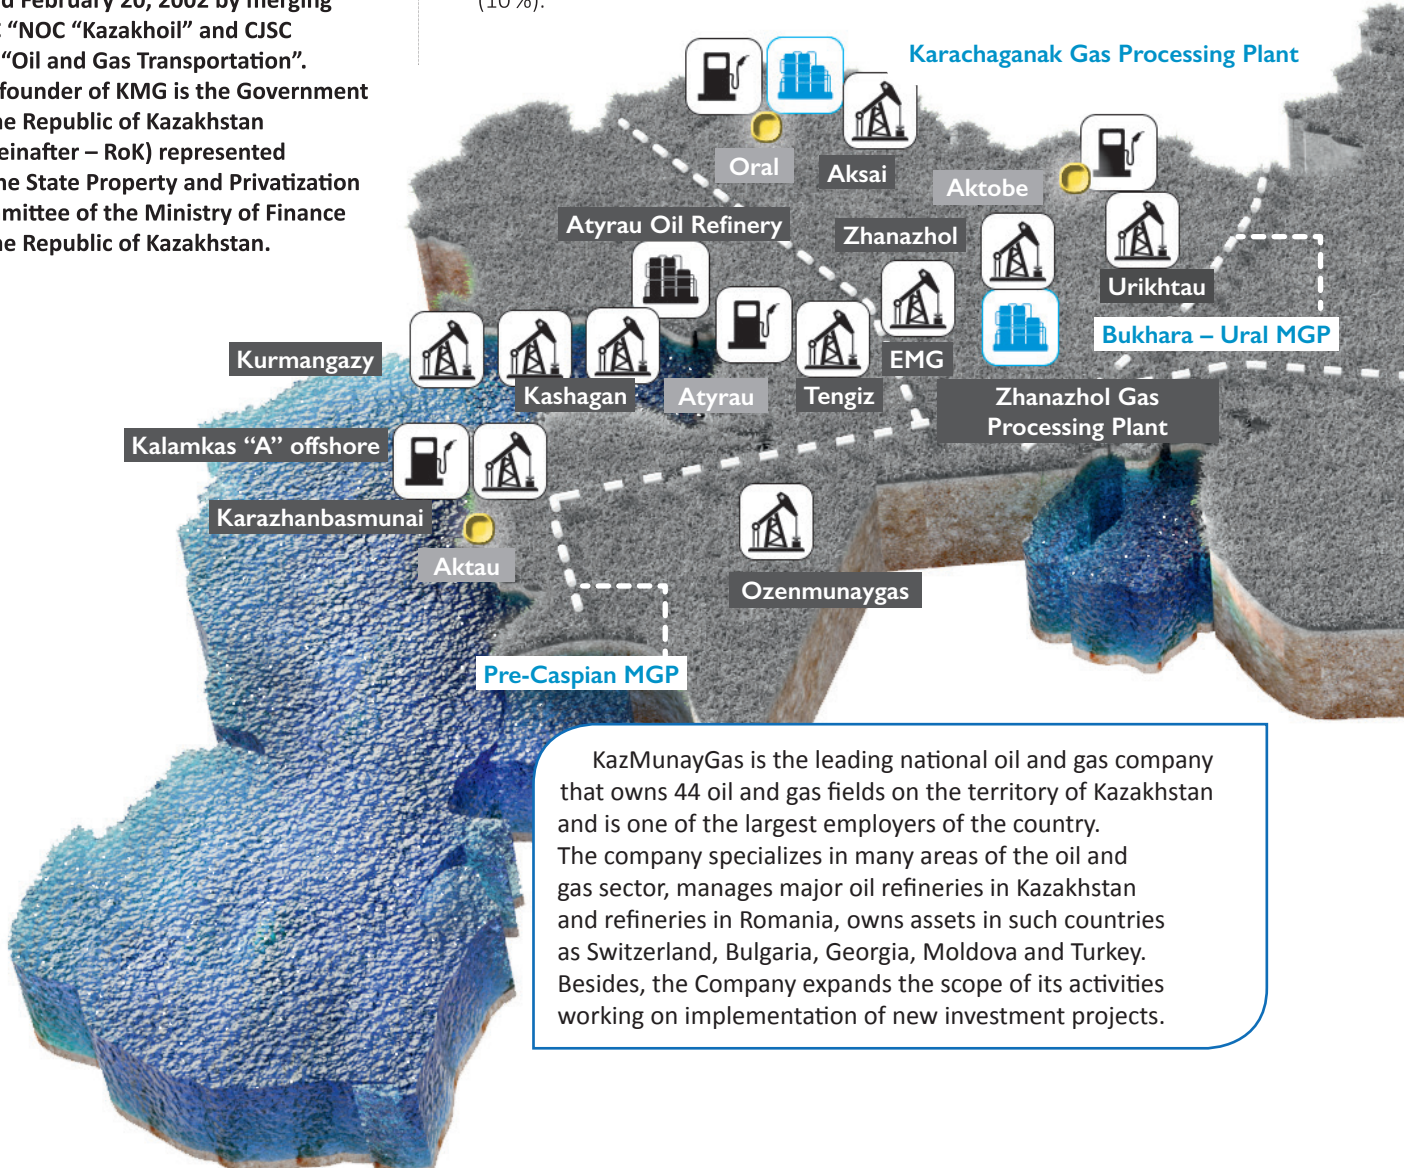 ed February 20, 2002 by merging
C “NOC “Kazakhoil” and CJSC
“Oil and Gas Transportation”.
founder of KMG is the Government
he Republic of Kazakhstan
einafter – RoK) represented
he State Property and Privatization
mmittee of the Ministry of Finance
he Republic of Kazakhstan.
(10%).
Karachaganak Gas Processing Plant
Oral
Aksai
Aktobe
Atyrau Oil Refinery
Zhanazhol
Urikhtau
Bukhara – Ural MGP
Kurmangazy
EMG
Kashagan
Atyrau
Tengiz
Zhanazhol Gas
Processing Plant
Kalamkas “A” offshore
Karazhanbasmunai
Aktau
Ozenmunaygas
Pre-Caspian MGP
KazMunayGas is the leading national oil and gas company
that owns 44 oil and gas fields on the territory of Kazakhstan
and is one of the largest employers of the country.
The company specializes in many areas of the oil and
gas sector, manages major oil refineries in Kazakhstan
and refineries in Romania, owns assets in such countries
as Switzerland, Bulgaria, Georgia, Moldova and Turkey.
Besides, the Company expands the scope of its activities
working on implementation of new investment projects.